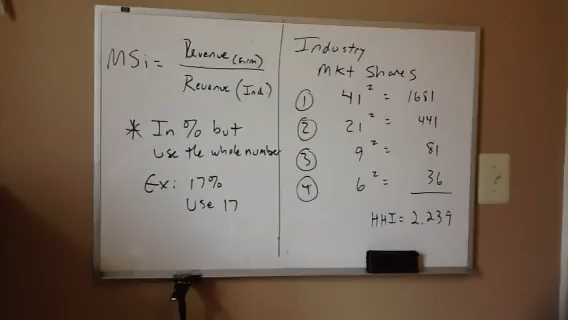 MSi = Revenue (firm)
Revenue (Ind.)
* In % but
use the whole number
Ex: 17%
Use 17
Industry
Mkt Shares
① 41² = 1681
② 21² = 441
③ 9² = 81
④ 6² = 36
HHI = 2.239